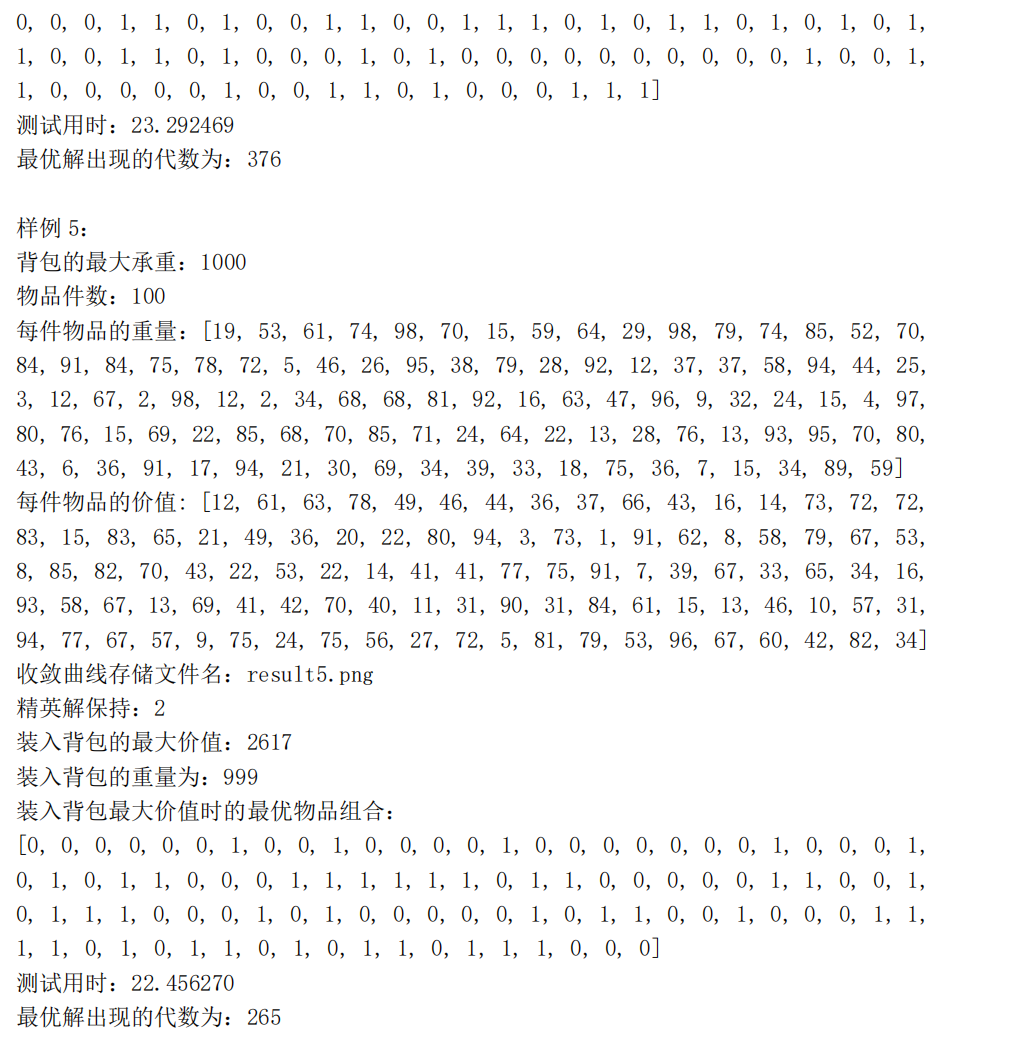 0, 0, 0, 1, 1, 0, 1, 0, 0, 1, 1, 0, 0, 1, 1, 1, 0, 1, 0, 1, 1, 0, 1, 0, 1, 0, 1,
1, 0, 0, 1, 1, 0, 1, 0, 0, 0, 1, 0, 1, 0, 0, 0, 0, 0, 0, 0, 0, 0, 0, 1, 0, 0, 1,
1, 0, 0, 0, 0, 0, 1, 0, 0, 1, 1, 0, 1, 0, 0, 0, 1, 1, 1]
测试用时：23.292469
最优解出现的代数为：376
样例 5：
背包的最大承重：1000
物品件数：100
每件物品的重量：[19, 53, 61, 74, 98, 70, 15, 59, 64, 29, 98, 79, 74, 85, 52, 70,
84, 91, 84, 75, 78, 72, 5, 46, 26, 95, 38, 79, 28, 92, 12, 37, 37, 58, 94, 44, 25,
3, 12, 67, 2, 98, 12, 2, 34, 68, 68, 81, 92, 16, 63, 47, 96, 9, 32, 24, 15, 4, 97,
80, 76, 15, 69, 22, 85, 68, 70, 85, 71, 24, 64, 22, 13, 28, 76, 13, 93, 95, 70, 80,
43, 6, 36, 91, 17, 94, 21, 30, 69, 34, 39, 33, 18, 75, 36, 7, 15, 34, 89, 59]
每件物品的价值: [12, 61, 63, 78, 49, 46, 44, 36, 37, 66, 43, 16, 14, 73, 72, 72,
83, 15, 83, 65, 21, 49, 36, 20, 22, 80, 94, 3, 73, 1, 91, 62, 8, 58, 79, 67, 53,
8, 85, 82, 70, 43, 22, 53, 22, 14, 41, 41, 77, 75, 91, 7, 39, 67, 33, 65, 34, 16,
93, 58, 67, 13, 69, 41, 42, 70, 40, 11, 31, 90, 31, 84, 61, 15, 13, 46, 10, 57, 31,
94, 77, 67, 57, 9, 75, 24, 75, 56, 27, 72, 5, 81, 79, 53, 96, 67, 60, 42, 82, 34]
收敛曲线存储文件名：result5.png
精英解保持：2
装入背包的最大价值：2617
装入背包的重量为：999
装入背包最大价值时的最优物品组合：
[0, 0, 0, 0, 0, 0, 1, 0, 0, 1, 0, 0, 0, 0, 1, 0, 0, 0, 0, 0, 0, 0, 1, 0, 0, 0, 1,
0, 1, 0, 1, 1, 0, 0, 0, 1, 1, 1, 1, 1, 1, 0, 1, 1, 0, 0, 0, 0, 0, 1, 1, 0, 0, 1,
0, 1, 1, 1, 0, 0, 0, 1, 0, 1, 0, 0, 0, 0, 0, 1, 0, 1, 1, 0, 0, 1, 0, 0, 0, 1, 1,
1, 1, 0, 1, 0, 1, 1, 0, 1, 0, 1, 1, 0, 1, 1, 1, 0, 0, 0]
测试用时：22.456270
最优解出现的代数为：265